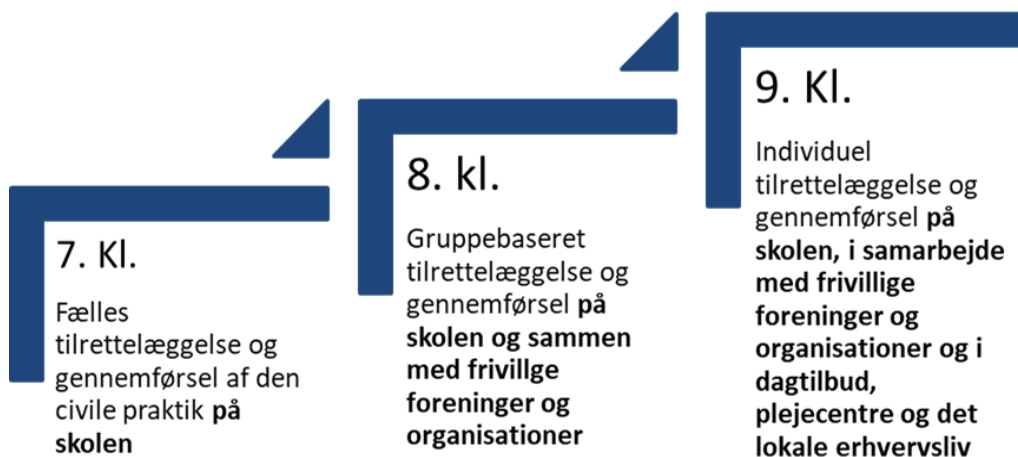 7. Kl.
Fælles
tilrettelæggelse og
gennemførsel af den
civile praktik på
skolen
8. kl.
Gruppebaseret
tilrettelæggelse og
gennemførsel på
skolen og sammen
med frivillge
foreninger og
organisationer
9. Kl.
Individuel
tilrettelæggelse og
gennemførsel på
skolen, i samarbejde
med frivillige
foreninger og
organisationer og i
dagtilbud,
plejecentre og det
lokale erhvervsliv